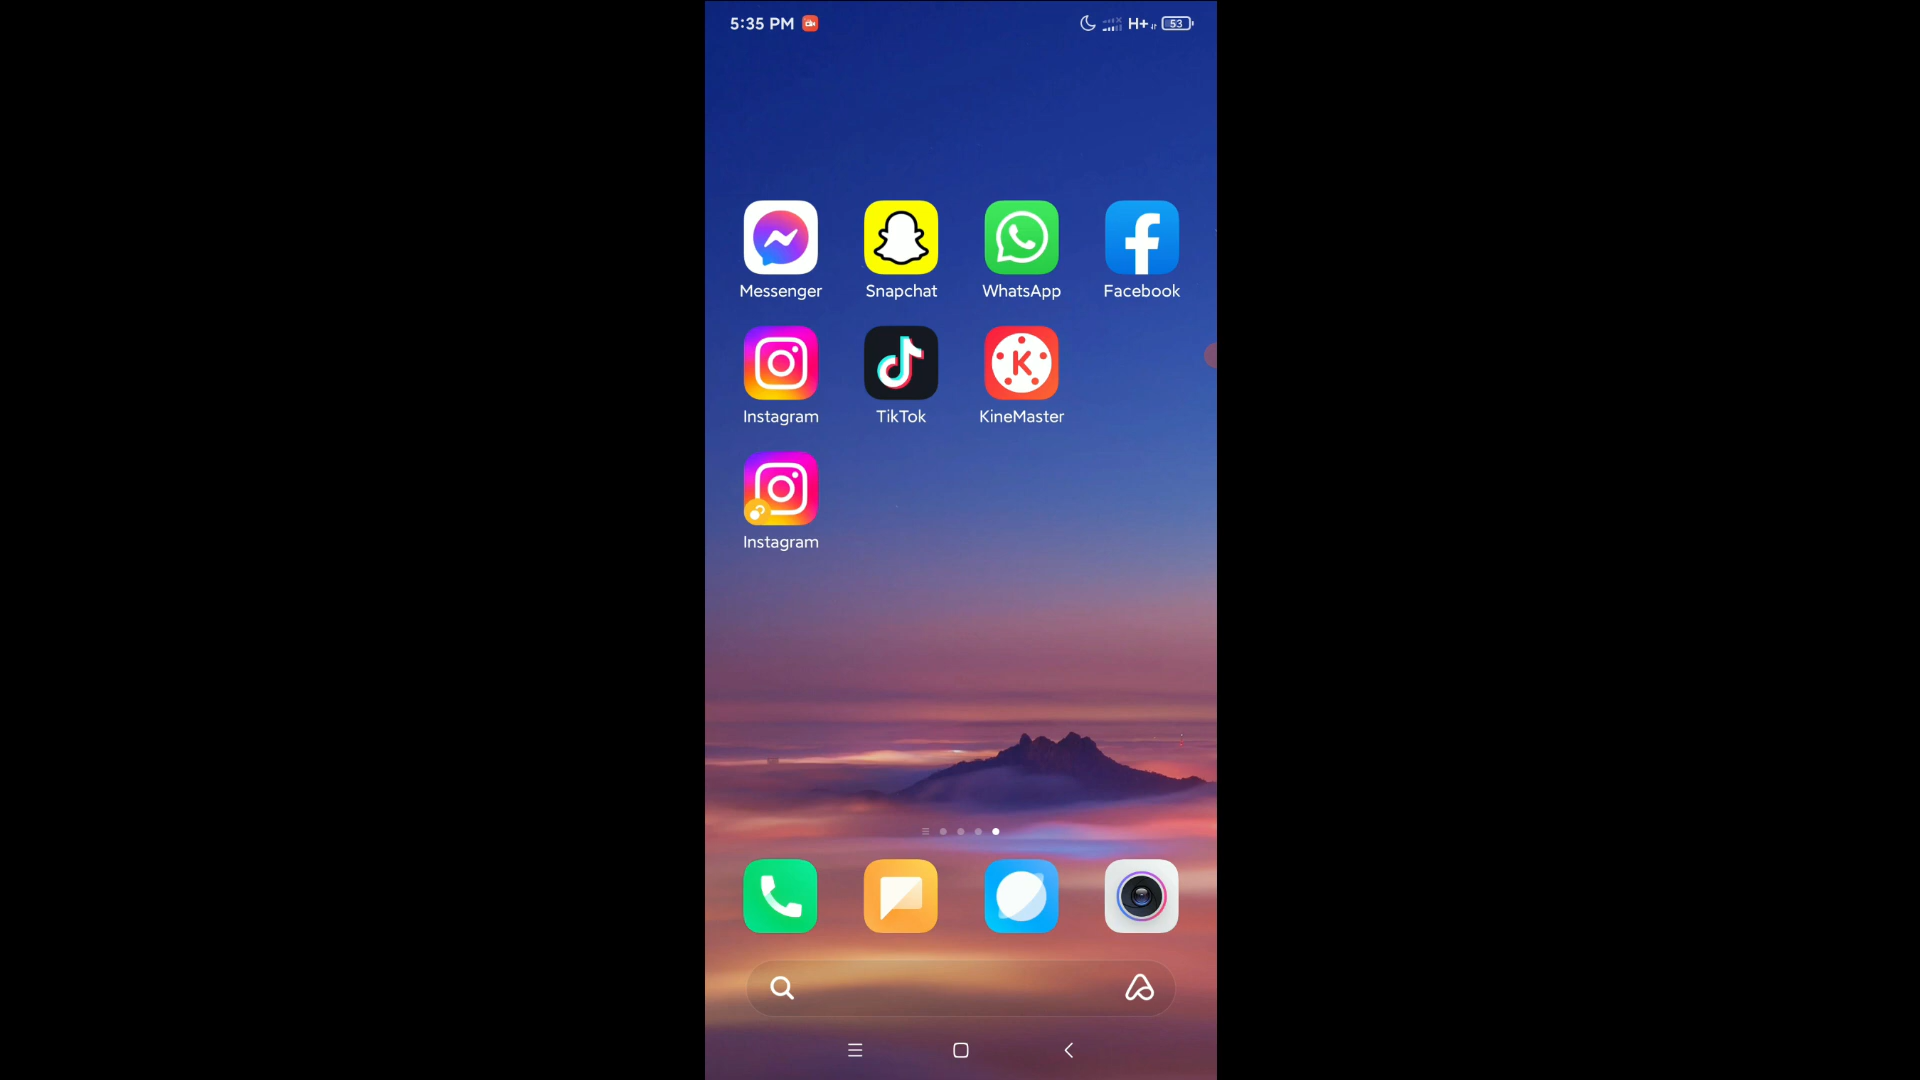 5:35 PM H+ 53
Messenger Snapchat WhatsApp Facebook
Instagram TikTok KineMaster
Instagram